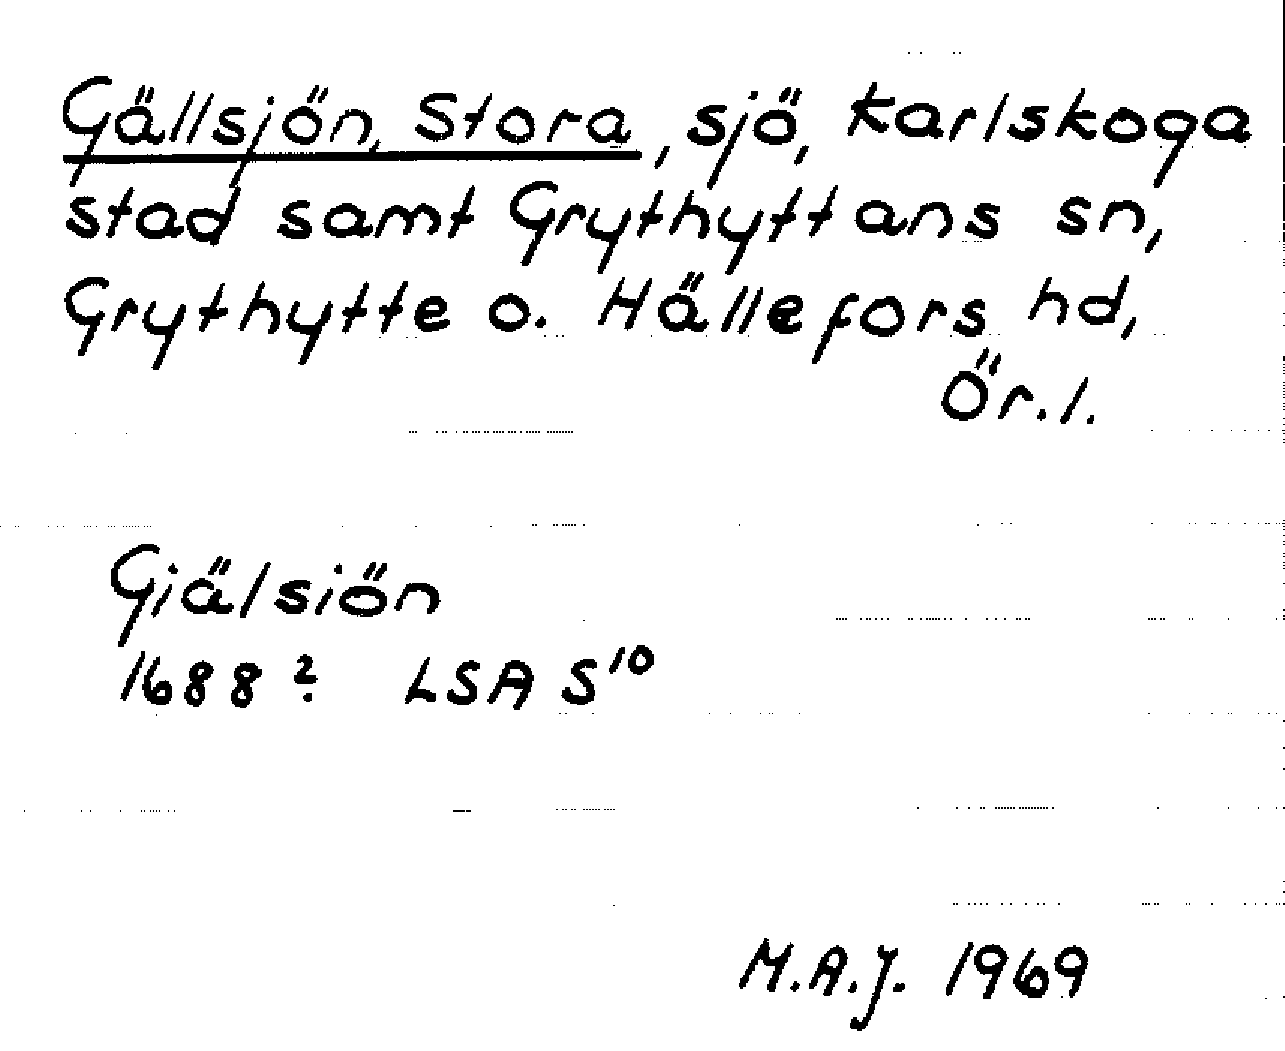 Gällsjön, Stora, sjö, Karlskoga
stad samt Grythyttans sn,
Grythytte o. Hällefors hd,
Ör. l.
Giälsiön
1688 ? LSA S¹⁰
M.A.J. 1969